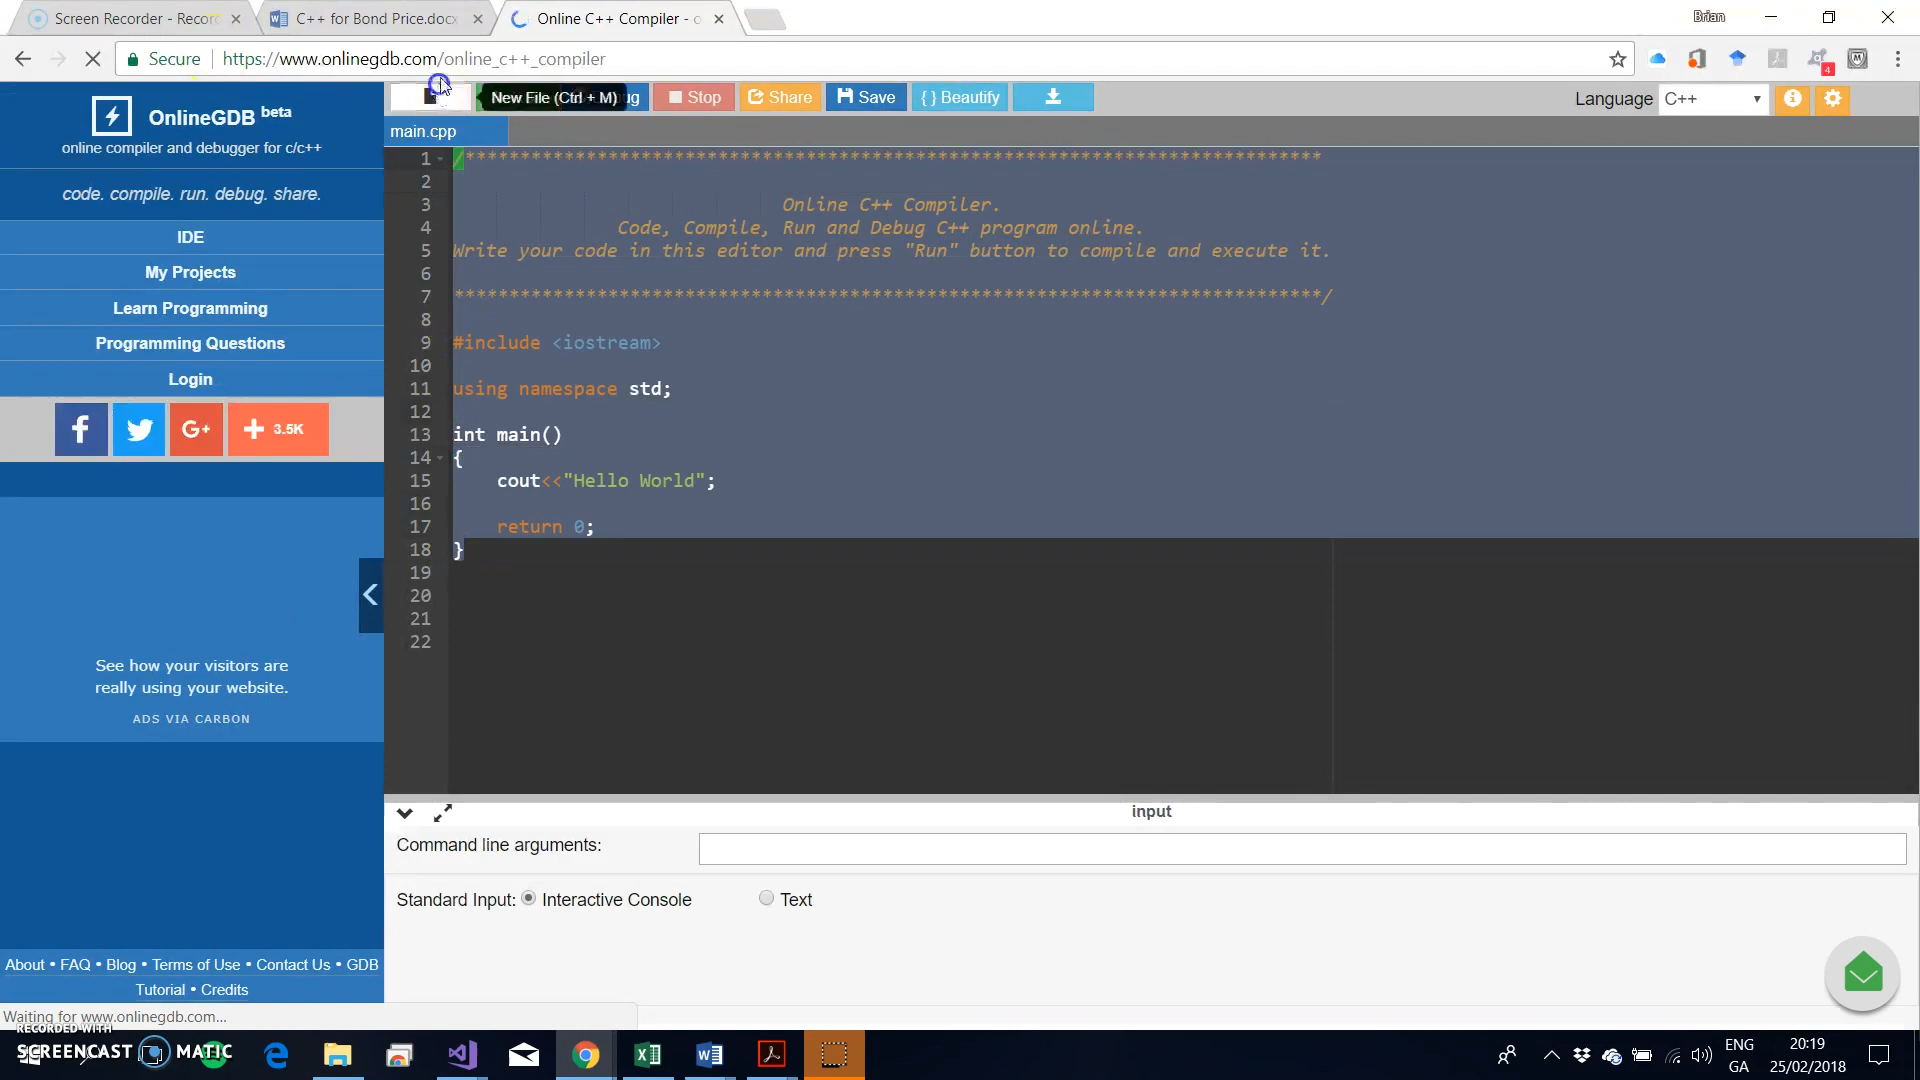 Screen Recorder - Recor
C++ for Bond Price.docx
Online C++ Compiler - o
Brian
Secure
https://www.onlinegdb.com/online_c++_compiler
4
OnlineGDB beta
online compiler and debugger for c/c++
code. compile. run. debug. share.
IDE
My Projects
Learn Programming
Programming Questions
Login
3.5K
See how your visitors are
really using your website.
ADS VIA CARBON
About • FAQ • Blog • Terms of Use • Contact Us • GDB
Tutorial • Credits
Waiting for www.onlinegdb.com...
New File (Ctrl + M)
Stop
Share
Save
{ } Beautify
Language
C++
main.cpp
1 /******************************************************************************
2
3 Online C++ Compiler.
4 Code, Compile, Run and Debug C++ program online.
5 Write your code in this editor and press "Run" button to compile and execute it.
6
7 *******************************************************************************/
8
9 #include <iostream>
10
11 using namespace std;
12
13 int main()
14 {
15 cout<<"Hello World";
16
17 return 0;
18 }
19
20
21
22
input
Command line arguments:
Standard Input:
Interactive Console
Text
RECORDED WITH
SCREENCAST MATIC
ENG
GA
20:19
25/02/2018